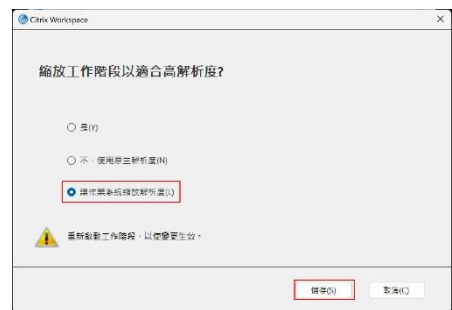 Citrix Workspace
縮放工作階段以適合高解析度?
是(Y)
不，使用原生解析度(N)
讓作業系統縮放解析度(L)
重新啟動工作階段，以使變更生效。
儲存(S)
取消(C)